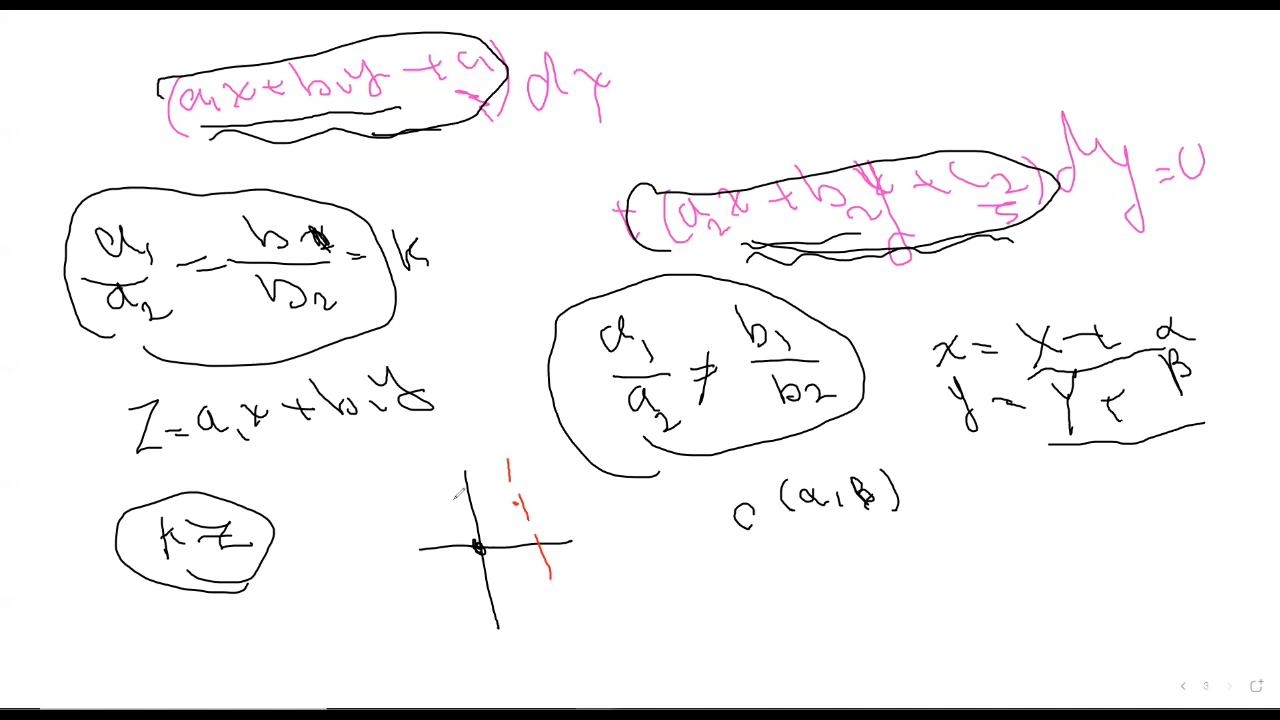 (a₁x + b₁y + c₁) dx
+ (a₂x + b₂y + c₂) dy = 0
a₁/a₂ = b₁/b₂ = k
a₁/a₂ ≠ b₁/b₂
x = X + α
y = Y + β
Z = a₁x + b₁y
kZ
(α, β)
3